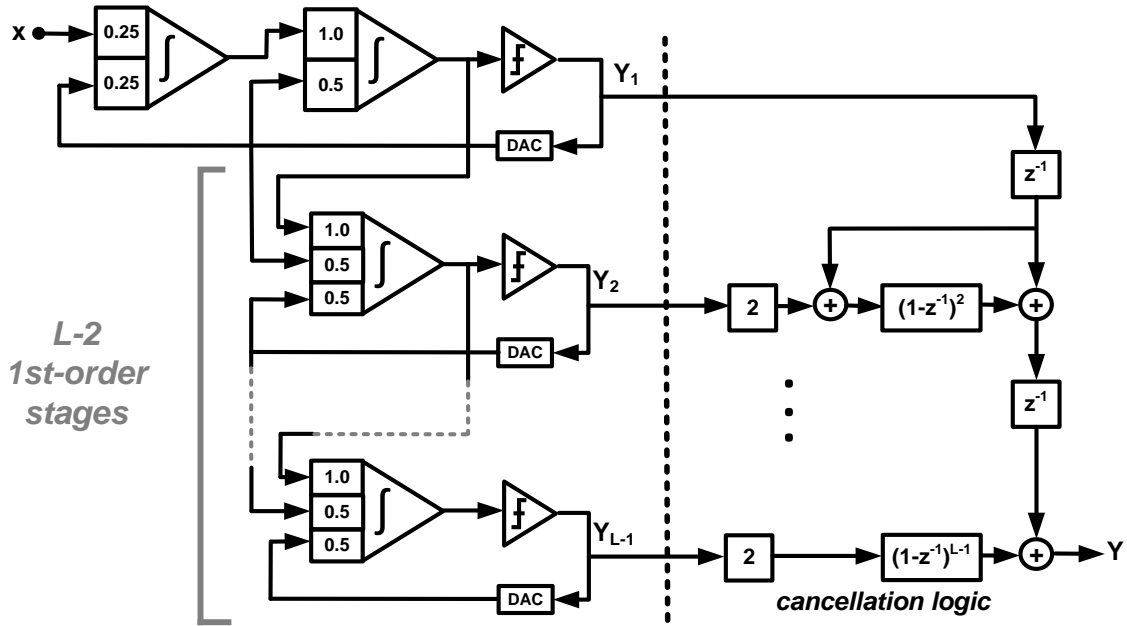 x
0.25
0.25
∫
1.0
0.5
∫
Y1
DAC
z-1
L-2
1st-order
stages
1.0
0.5
0.5
∫
Y2
DAC
2
+
(1-z-1)2
+
z-1
1.0
0.5
0.5
∫
YL-1
DAC
2
(1-z-1)L-1
+
Y
cancellation logic